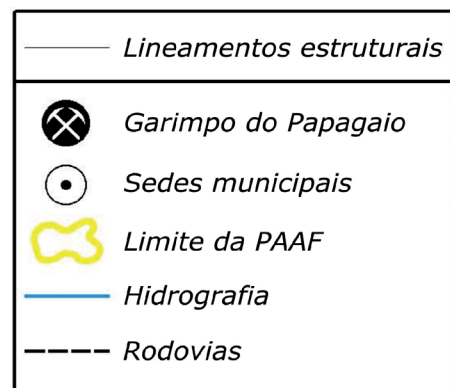 Lineamentos estruturais
Garimpo do Papagaio
Sedes municipais
Limite da PAAF
Hidrografia
Rodovias